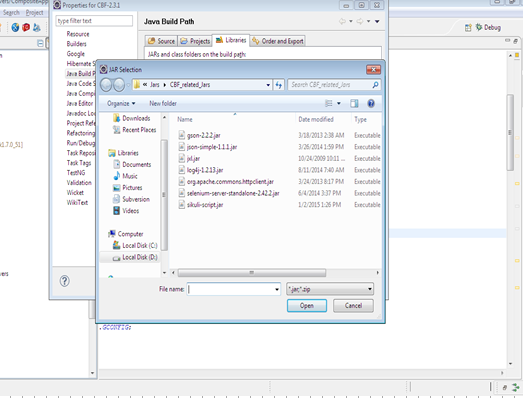 s/Composite
Properties for CBF-2.3.1
Search Project
type filter text
Java Build Path
Debug
Resource
Builders
Google
Hibernate S
Java Build P
Java Code S
Java Compi
Java Editor
Javadoc Loc
Project Refe
Refactoring
Run/Debug
Task Repos
Task Tags
TestNG
Validation
Wicket
WikiText
Source Projects Libraries Order and Export
JARs and class folders on the build path:
JAR Selection
« Jars CBF_related_Jars
Search CBF_related_Jars
Organize New folder
Name Date modified Type
Downloads
Recent Places
Libraries
Documents
Music
Pictures
Subversion
Videos
Computer
Local Disk (C:)
Local Disk (D:)
gson-2.2.2.jar 3/18/2013 2:38 AM Executable
json-simple-1.1.1.jar 3/26/2014 1:59 PM Executable
jxl.jar 10/24/2009 10:11 ... Executable
log4j-1.2.13.jar 8/11/2014 7:40 AM Executable
org.apache.commons.httpclient.jar 3/24/2013 8:17 PM Executable
selenium-server-standalone-2.42.2.jar 6/4/2014 3:37 PM Executable
sikuli-script.jar 1/2/2015 1:26 PM Executable
File name:
*.jar;*.zip
Open Cancel
1.7.0_51]
vers
.GCONFIG;